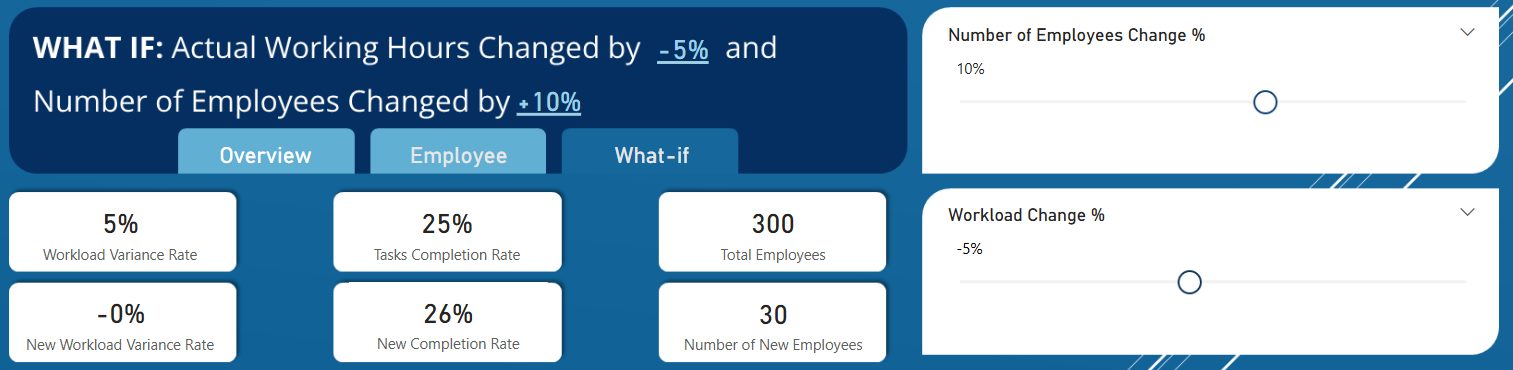 WHAT IF: Actual Working Hours Changed by -5% and
Number of Employees Changed by +10%
Overview
Employee
What-if
Number of Employees Change %
10%
Workload Change %
-5%
5%
Workload Variance Rate
25%
Tasks Completion Rate
300
Total Employees
-0%
New Workload Variance Rate
26%
New Completion Rate
30
Number of New Employees